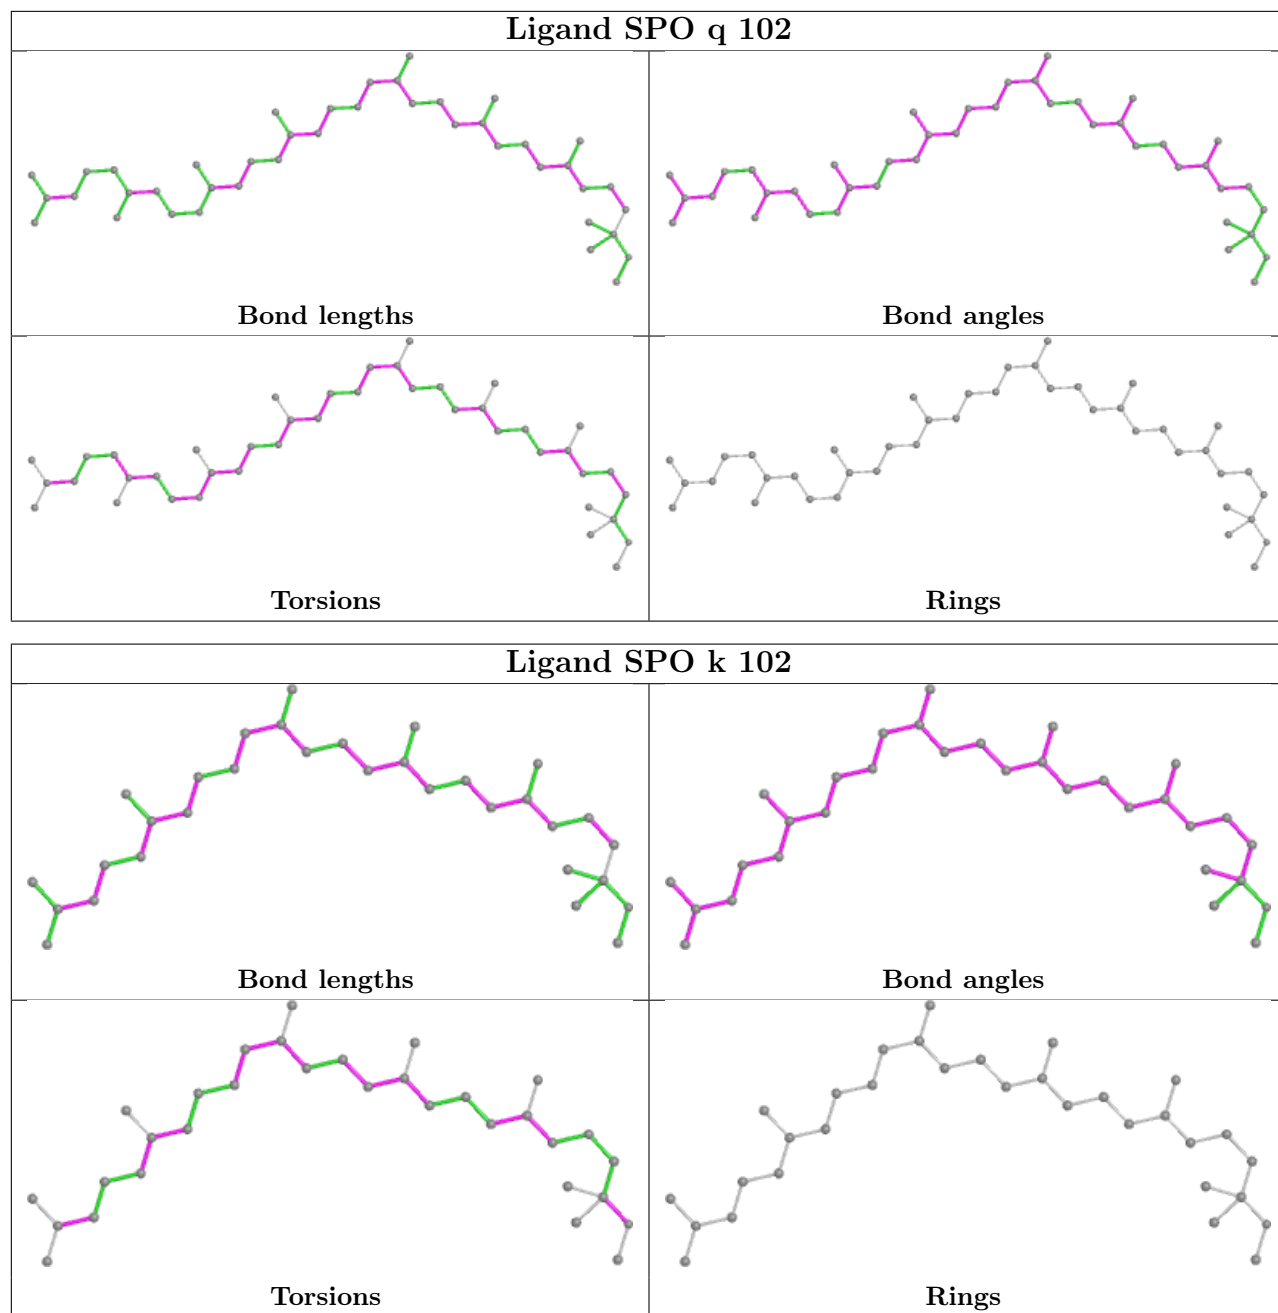 Ligand SPO q 102
Bond lengths
Bond angles
Torsions
Rings
Ligand SPO k 102
Bond lengths
Bond angles
Torsions
Rings